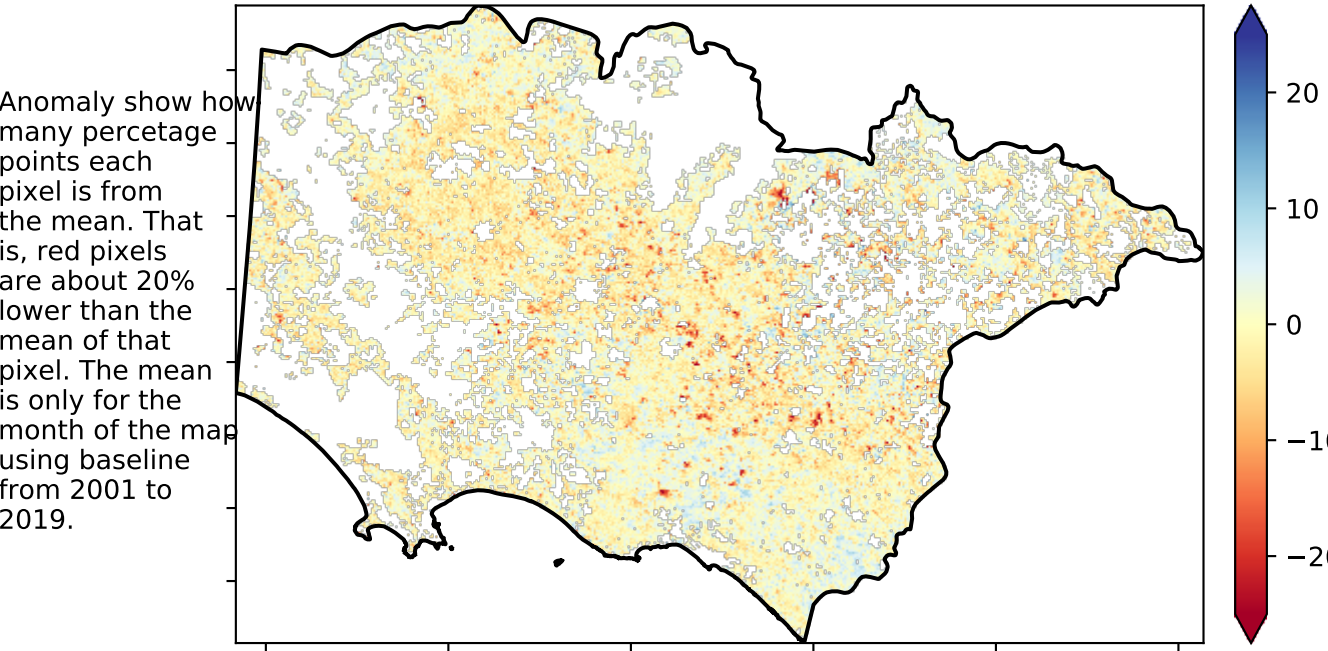 Anomaly show how
many percetage
points each
pixel is from
the mean. That
is, red pixels
are about 20%
lower than the
mean of that
pixel. The mean
is only for the
month of the map
using baseline
from 2001 to
2019.
20
10
0
−10
−20